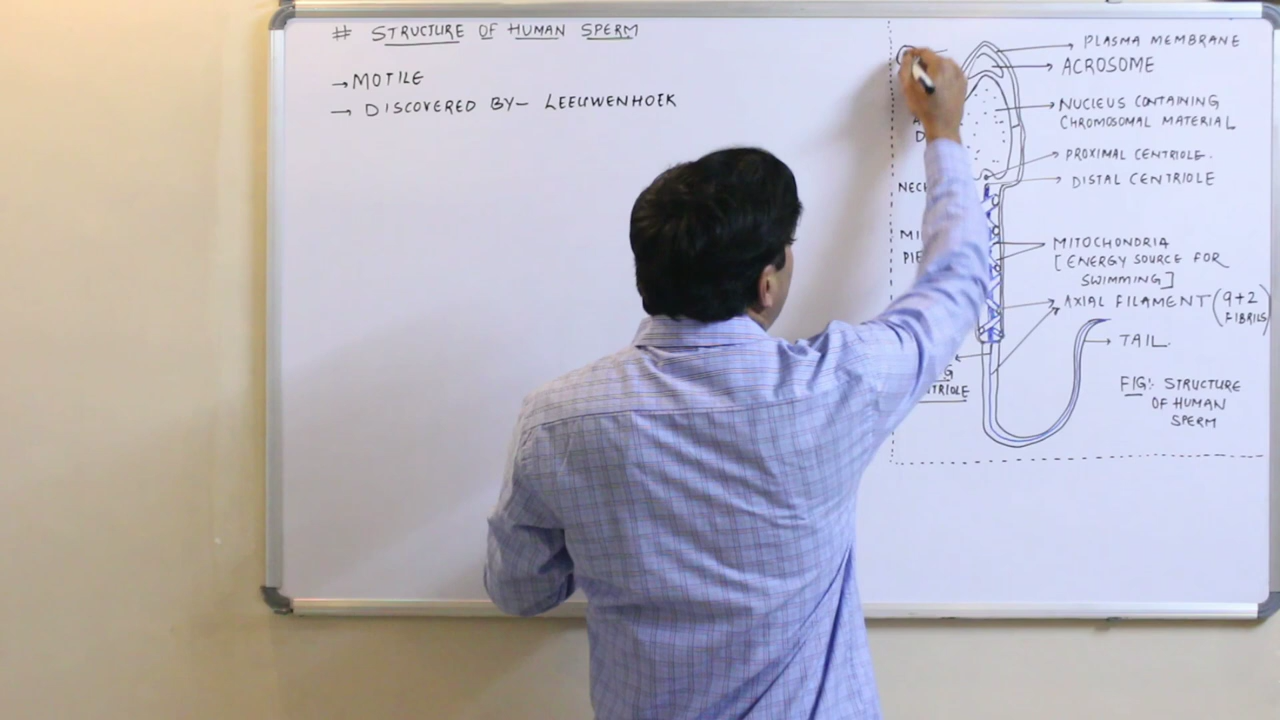 # STRUCTURE OF HUMAN SPERM
→ MOTILE
→ DISCOVERED BY- LEEUWENHOEK
PLASMA MEMBRANE
ACROSOME
NUCLEUS CONTAINING
CHROMOSOMAL MATERIAL
PROXIMAL CENTRIOLE.
DISTAL CENTRIOLE
MITOCHONDRIA
[ENERGY SOURCE FOR
SWIMMING]
AXIAL FILAMENT (9+2
FIBRILS)
TAIL.
FIG:- STRUCTURE
OF HUMAN
SPERM